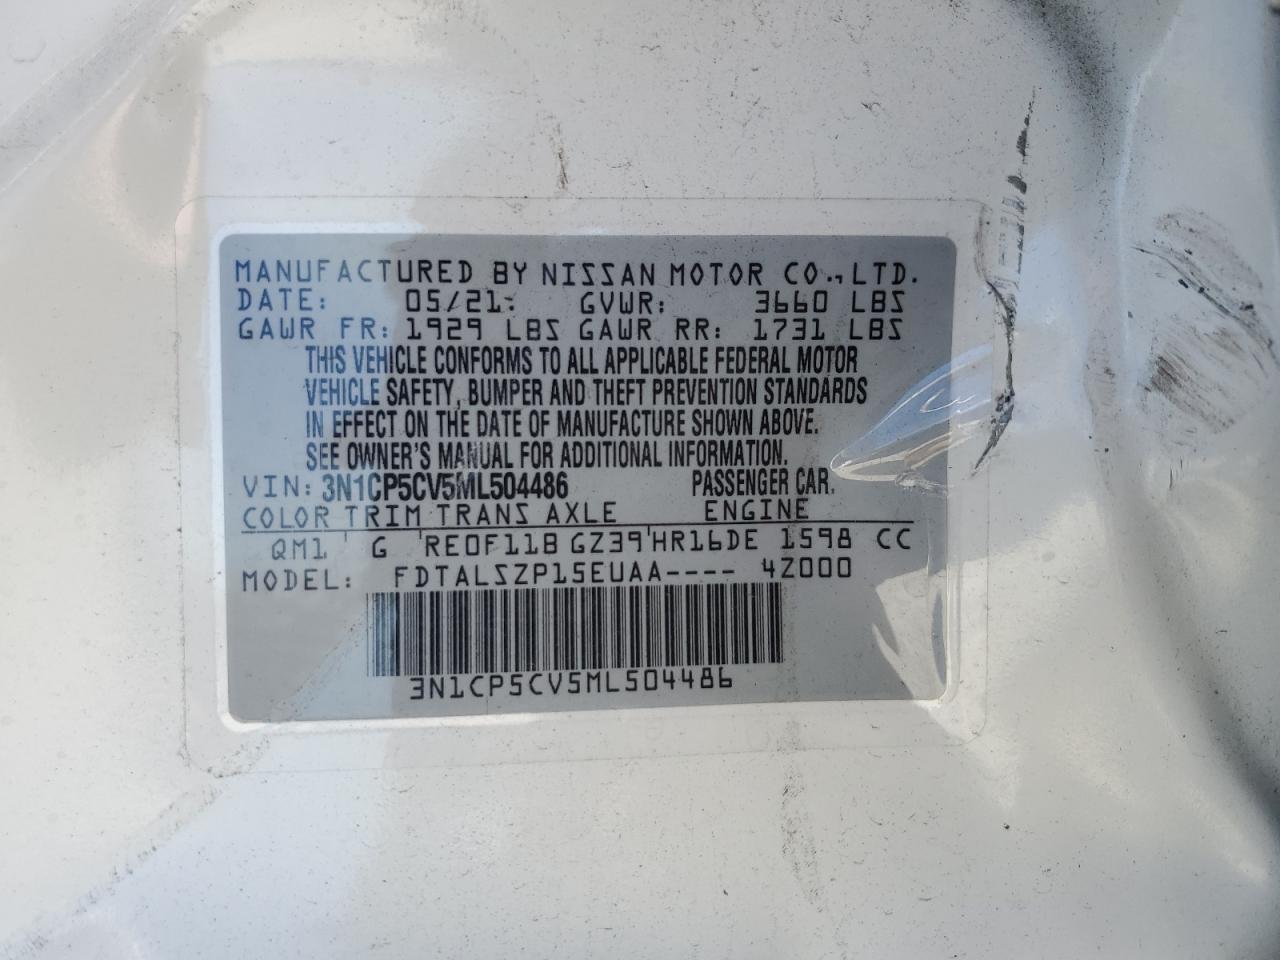 MANUFACTURED BY NISSAN MOTOR CO., LTD.
DATE: 05/21 GVWR: 3660 LBS
GAWR FR: 1929 LBS GAWR RR: 1731 LBS
THIS VEHICLE CONFORMS TO ALL APPLICABLE FEDERAL MOTOR
VEHICLE SAFETY, BUMPER AND THEFT PREVENTION STANDARDS
IN EFFECT ON THE DATE OF MANUFACTURE SHOWN ABOVE.
SEE OWNER'S MANUAL FOR ADDITIONAL INFORMATION.
VIN: 3N1CP5CV5ML504486 PASSENGER CAR.
COLOR TRIM TRANS AXLE ENGINE
QM1 G RE0F11B GZ39 HR16DE 1598 CC
MODEL: FDTALSZP15EUAA---- 4Z000
3N1CP5CV5ML504486